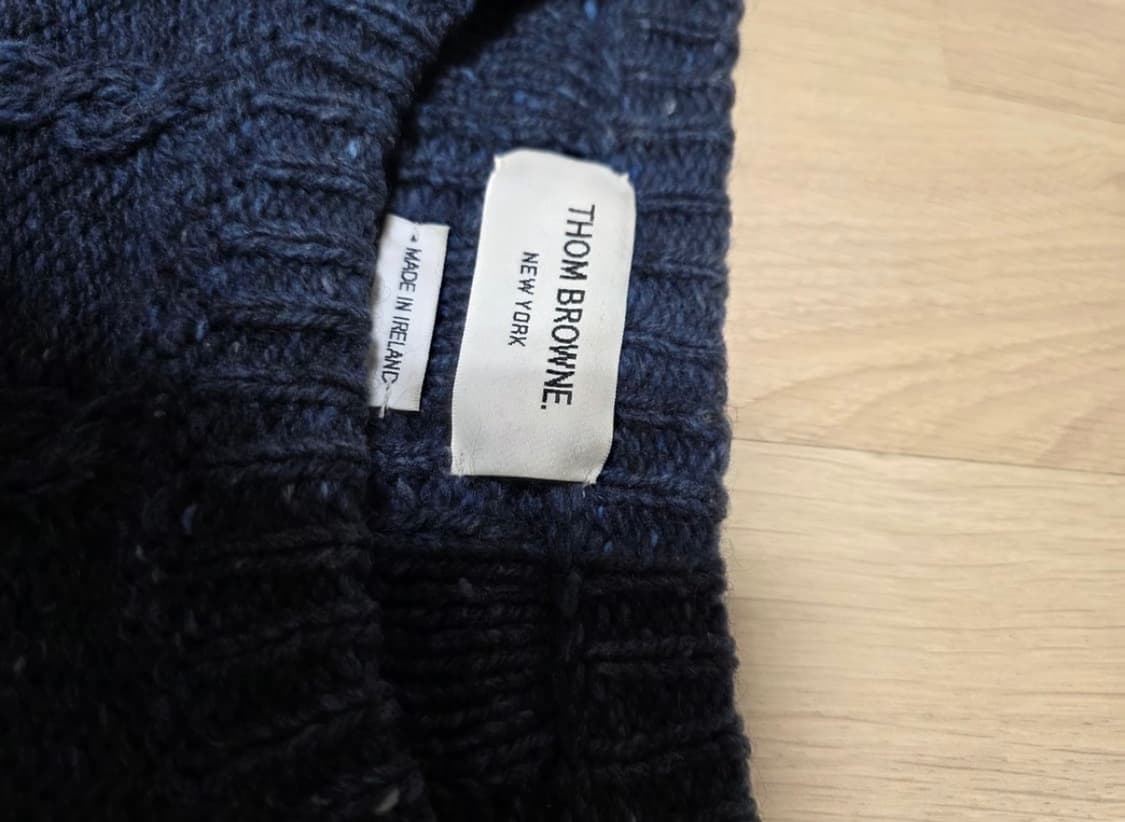 THOM BROWNE.
NEW YORK
MADE IN IRELAND